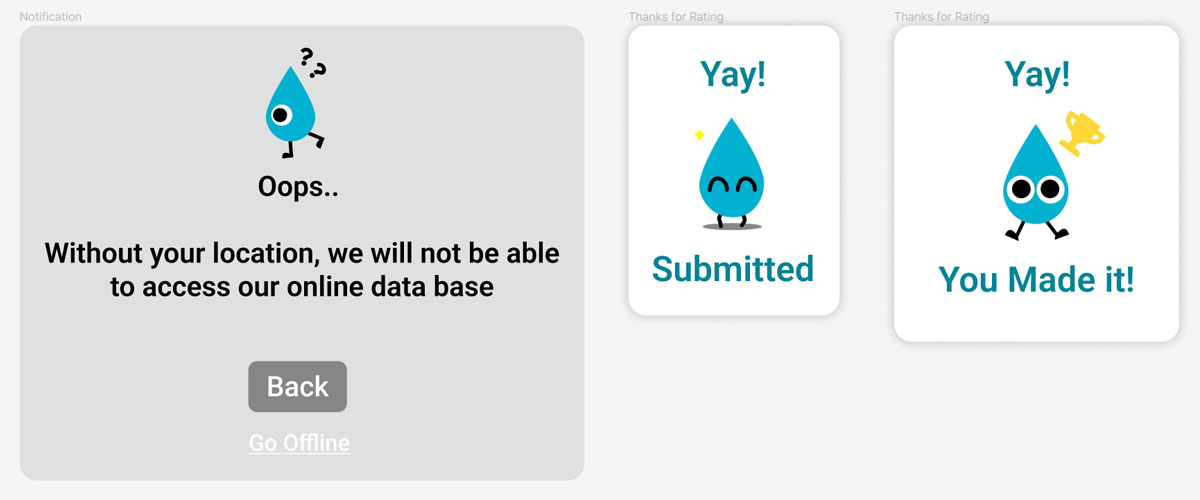 Notification
? ?
Oops..
Without your location, we will not be able
to access our online data base
Back
Go Offline
Thanks for Rating
Yay!
Submitted
Thanks for Rating
Yay!
You Made it!